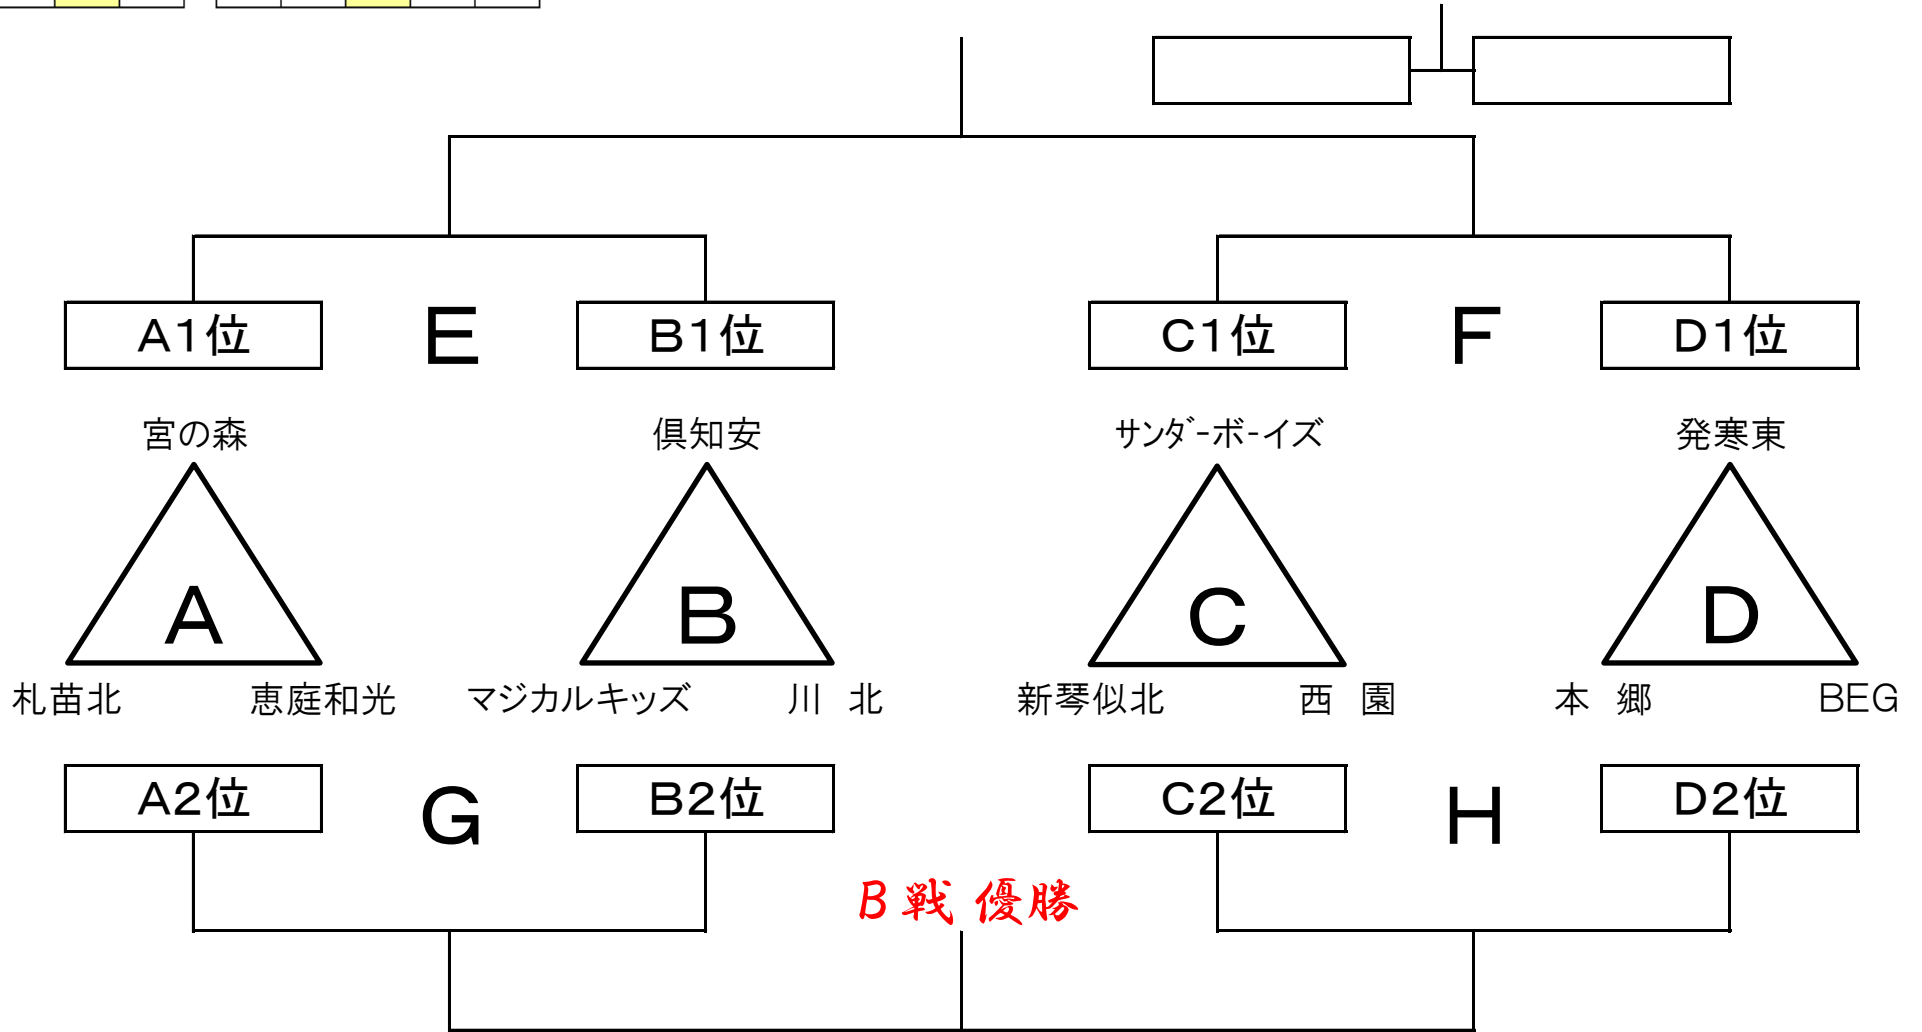 A1位 E B1位 C1位 F D1位
宮の森 倶知安 サンダーボーイズ 発寒東
A B C D
札苗北 恵庭和光 マジカルキッズ 川 北 新琴似北 西 園 本 郷 BEG
A2位 G B2位 C2位 H D2位
B戦 優勝